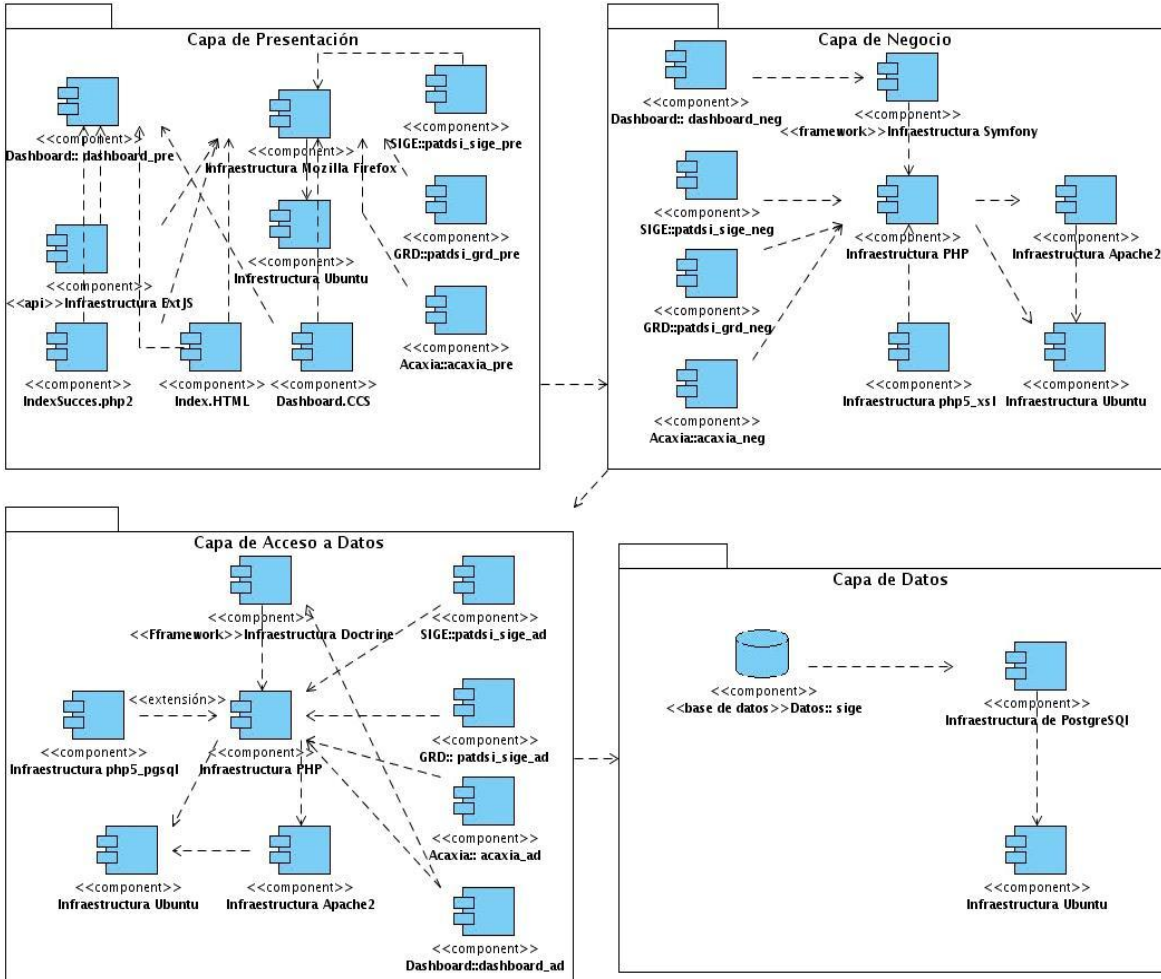 Capa de Presentación
<<component>>
Dashboard:: dashboard_pre
<<component>>
Infraestructura Mozilla Firefox
<<component>>
SIGE::patdsi_sige_pre
<<component>>
<<api>>Infraestructura ExtJS
<<component>>
Infrestructura Ubuntu
<<component>>
GRD::patdsi_grd_pre
<<component>>
IndexSucces.php2
<<component>>
Index.HTML
<<component>>
Dashboard.CCS
<<component>>
Acaxia::acaxia_pre
Capa de Negocio
<<component>>
Dashboard:: dashboard_neg
<<component>>
<<framework>>Infraestructura Symfony
<<component>>
SIGE::patdsi_sige_neg
<<component>>
Infraestructura PHP
<<component>>
Infraestructura Apache2
<<component>>
GRD::patdsi_grd_neg
<<component>>
Acaxia::acaxia_neg
<<component>>
Infraestructura php5_xsl
<<component>>
Infraestructura Ubuntu
Capa de Acceso a Datos
<<component>>
<<Fframework>>Infraestructura Doctrine
<<component>>
SIGE::patdsi_sige_ad
<<extensión>>
<<component>>
Infraestructura php5_pgsql
<<component>>
Infraestructura PHP
<<component>>
GRD:: patdsi_sige_ad
<<component>>
Acaxia:: acaxia_ad
<<component>>
Infraestructura Ubuntu
<<component>>
Infraestructura Apache2
<<component>>
Dashboard::dashboard_ad
Capa de Datos
<<component>>
<<base de datos>>Datos:: sige
<<component>>
Infraestructura de PostgreSQl
<<component>>
Infraestructura Ubuntu